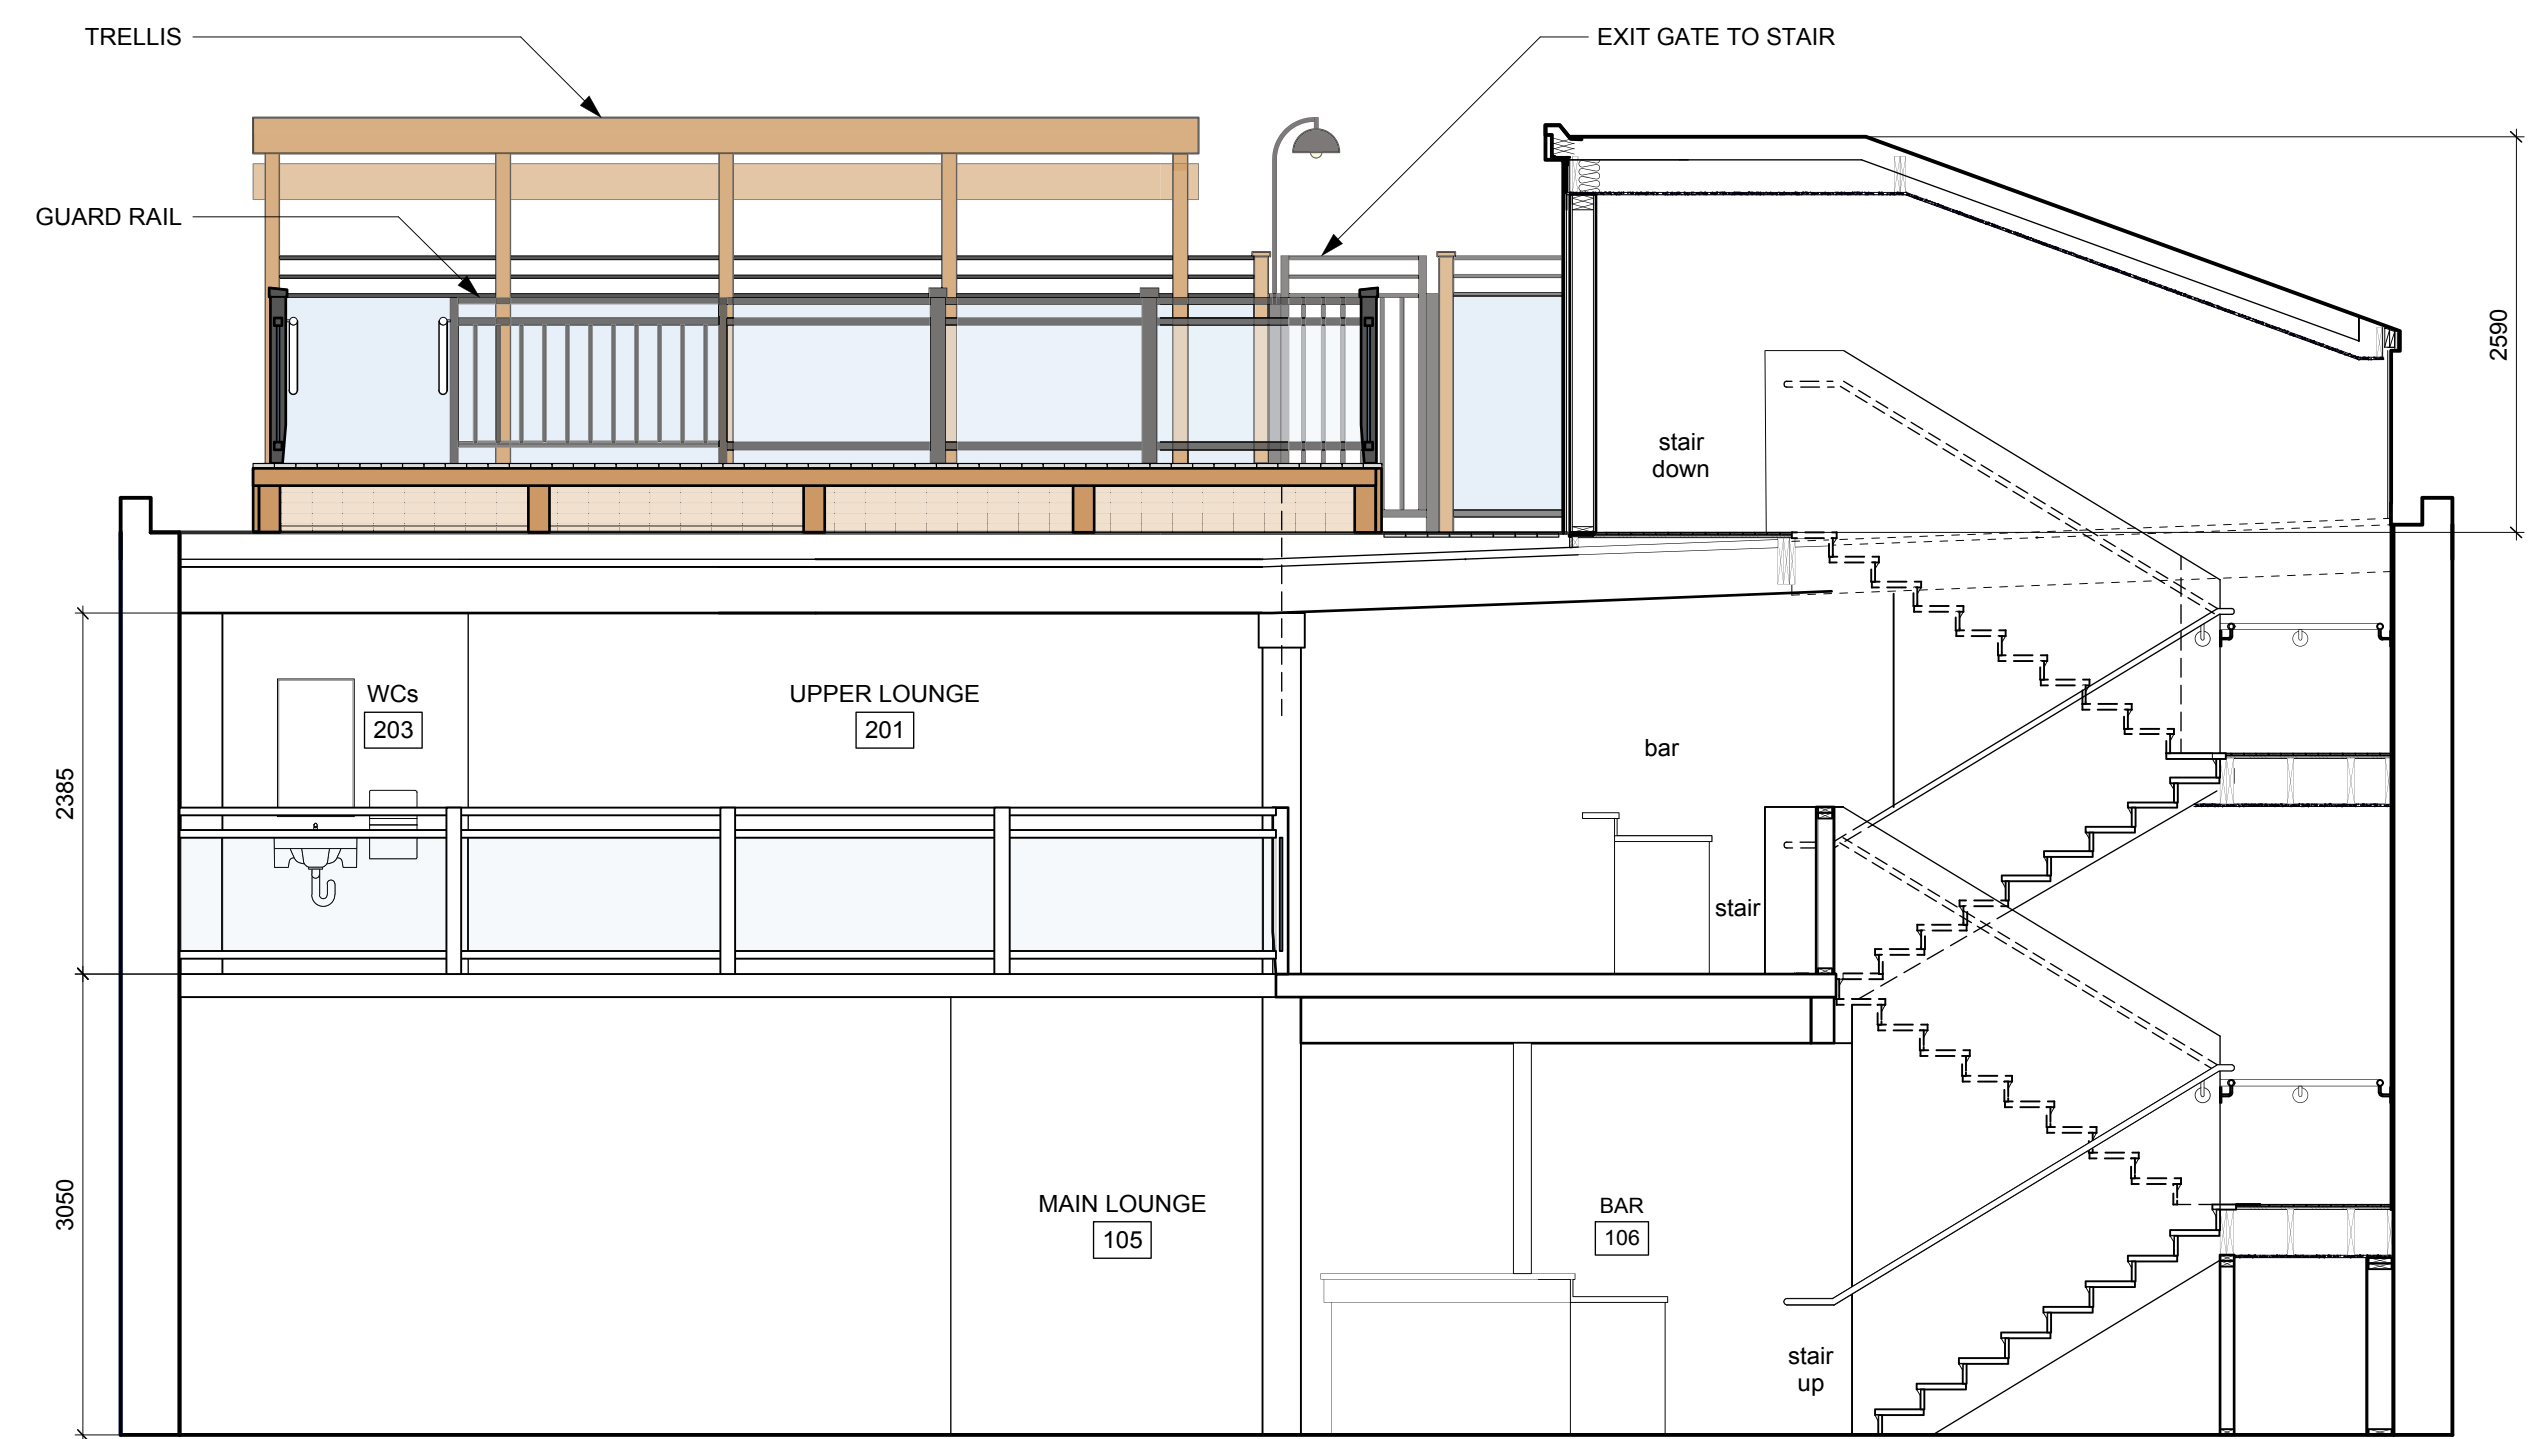 TRELLIS
EXIT GATE TO STAIR
GUARD RAIL
2590
stair
down
WCs
203
UPPER LOUNGE
201
bar
2385
stair
MAIN LOUNGE
105
BAR
106
3050
stair
up